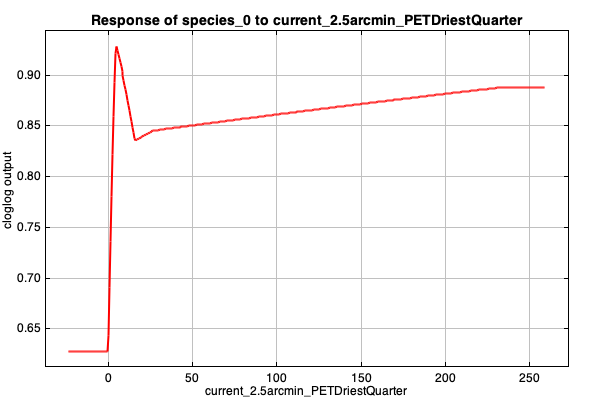 Response of species_0 to current_2.5arcmin_PETDriestQuarter
cloglog output
0.90
0.85
0.80
0.75
0.70
0.65
0 50 100 150 200 250
current_2.5arcmin_PETDriestQuarter